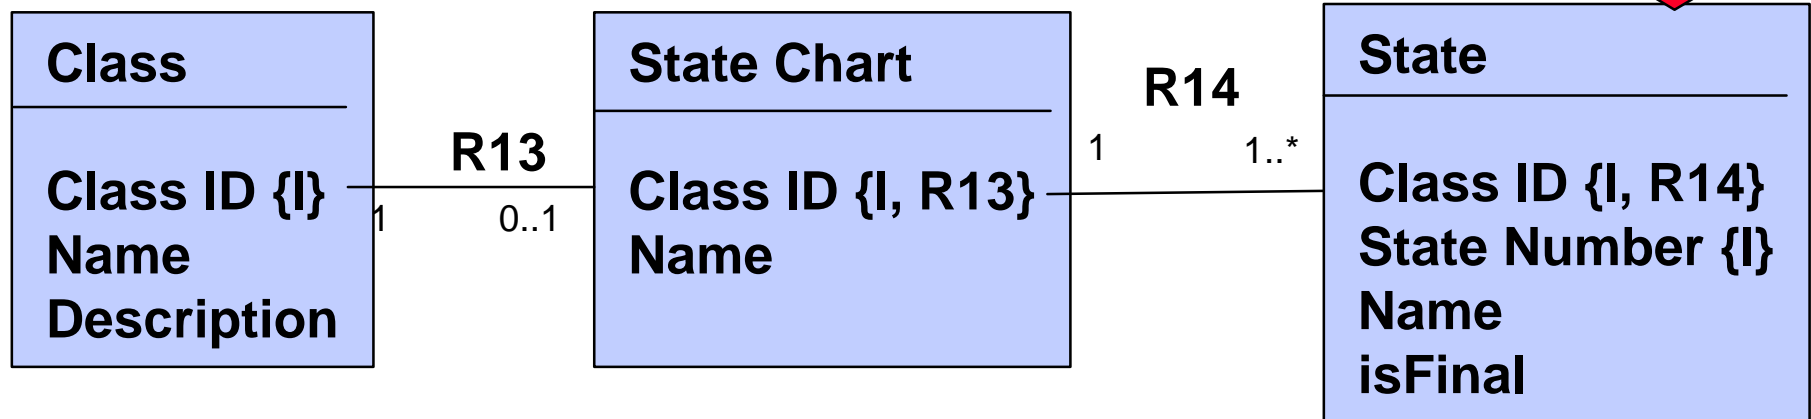 Class
Class ID {I}
Name
Description
R13
1
0..1
State Chart
Class ID {I, R13}
Name
R14
1
1..*
State
Class ID {I, R14}
State Number {I}
Name
isFinal